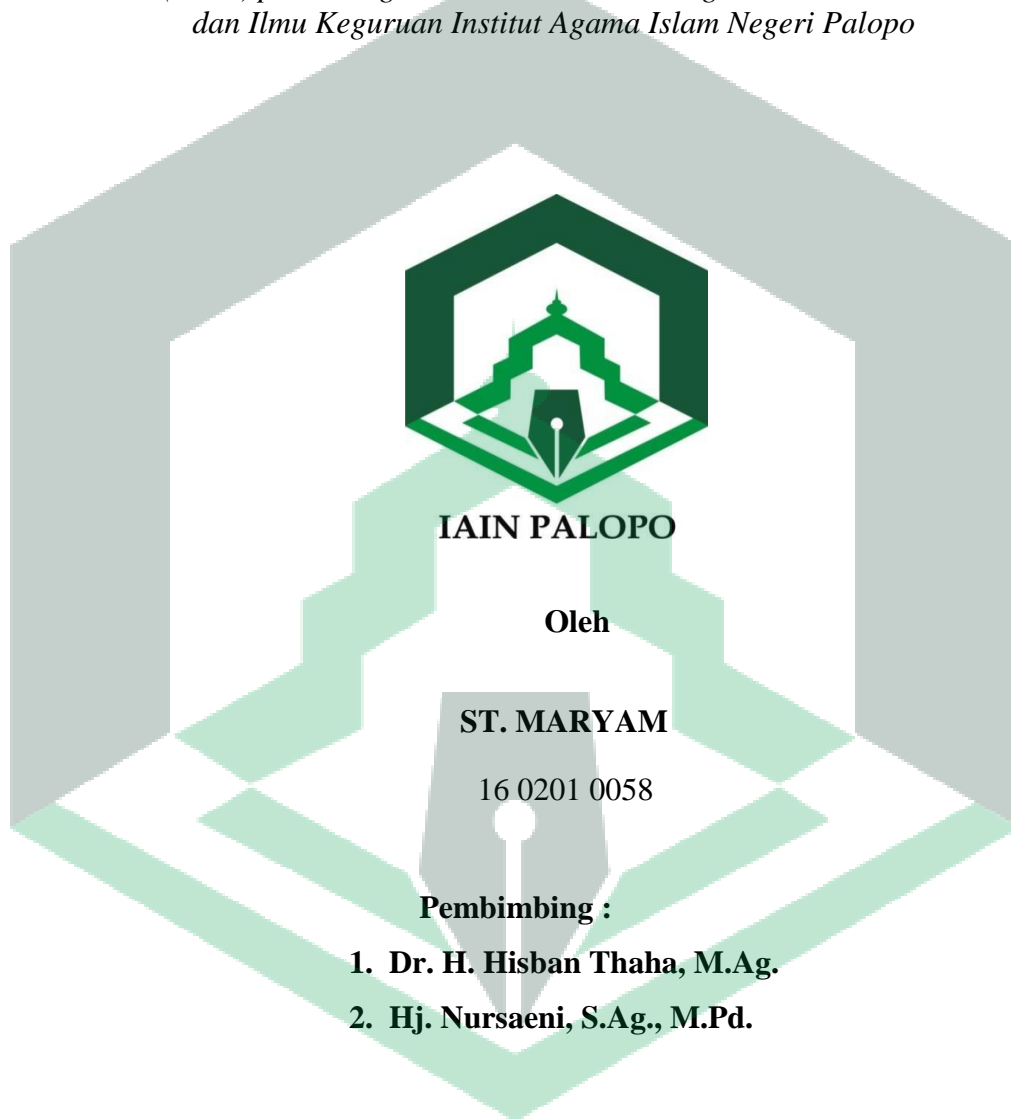 dan Ilmu Keguruan Institut Agama Islam Negeri Palopo
IAIN PALOPO
Oleh
ST. MARYAM
16 0201 0058
Pembimbing :
1. Dr. H. Hisban Thaha, M.Ag.
2. Hj. Nursaeni, S.Ag., M.Pd.